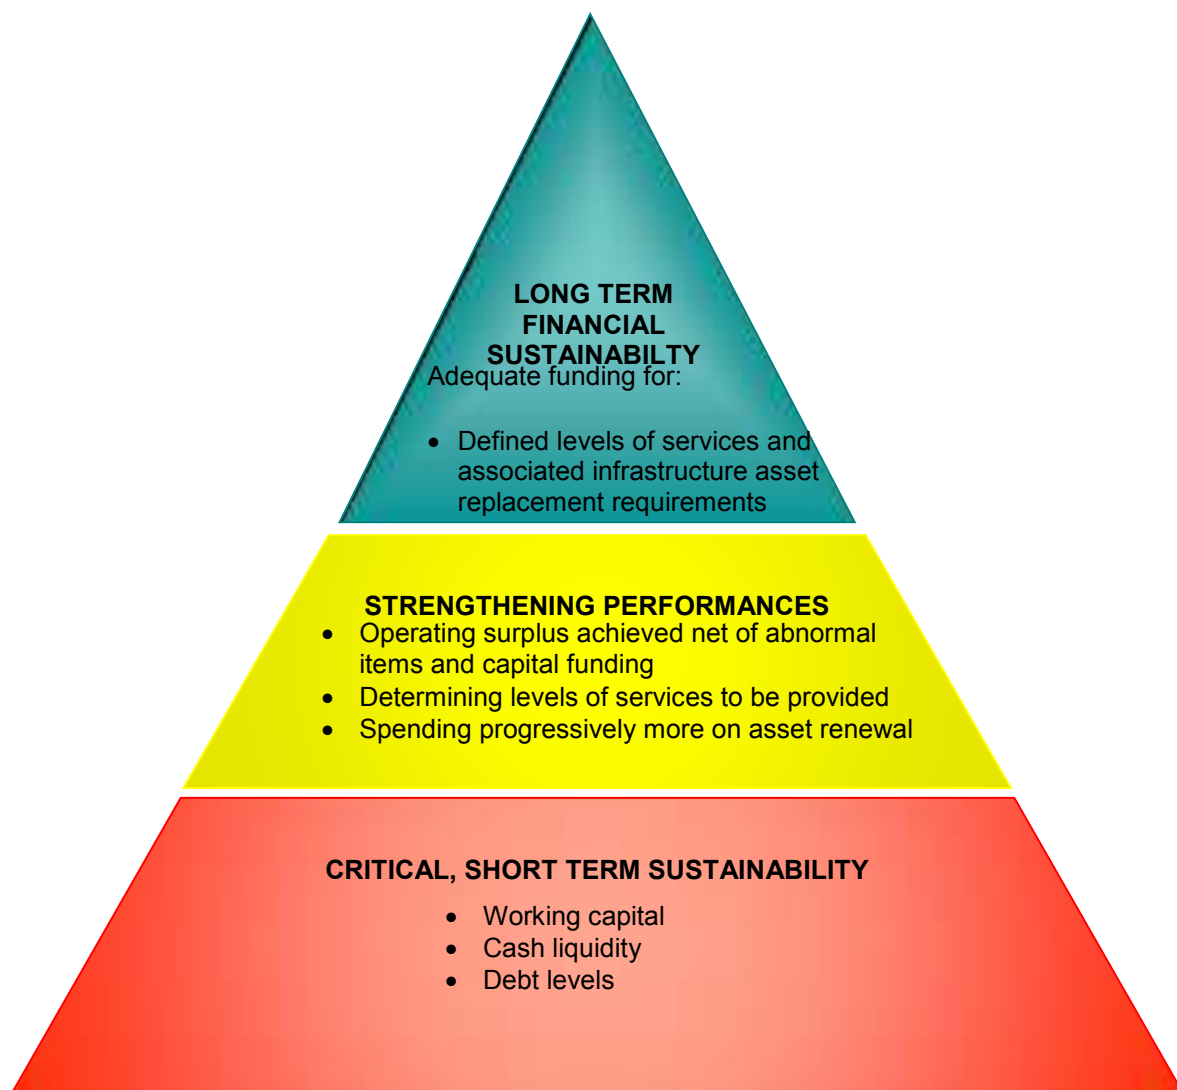 LONG TERM
FINANCIAL
SUSTAINABILTY
Adequate funding for:
• Defined levels of services and
associated infrastructure asset
replacement requirements
STRENGTHENING PERFORMANCES
• Operating surplus achieved net of abnormal
items and capital funding
• Determining levels of services to be provided
• Spending progressively more on asset renewal
CRITICAL, SHORT TERM SUSTAINABILITY
• Working capital
• Cash liquidity
• Debt levels